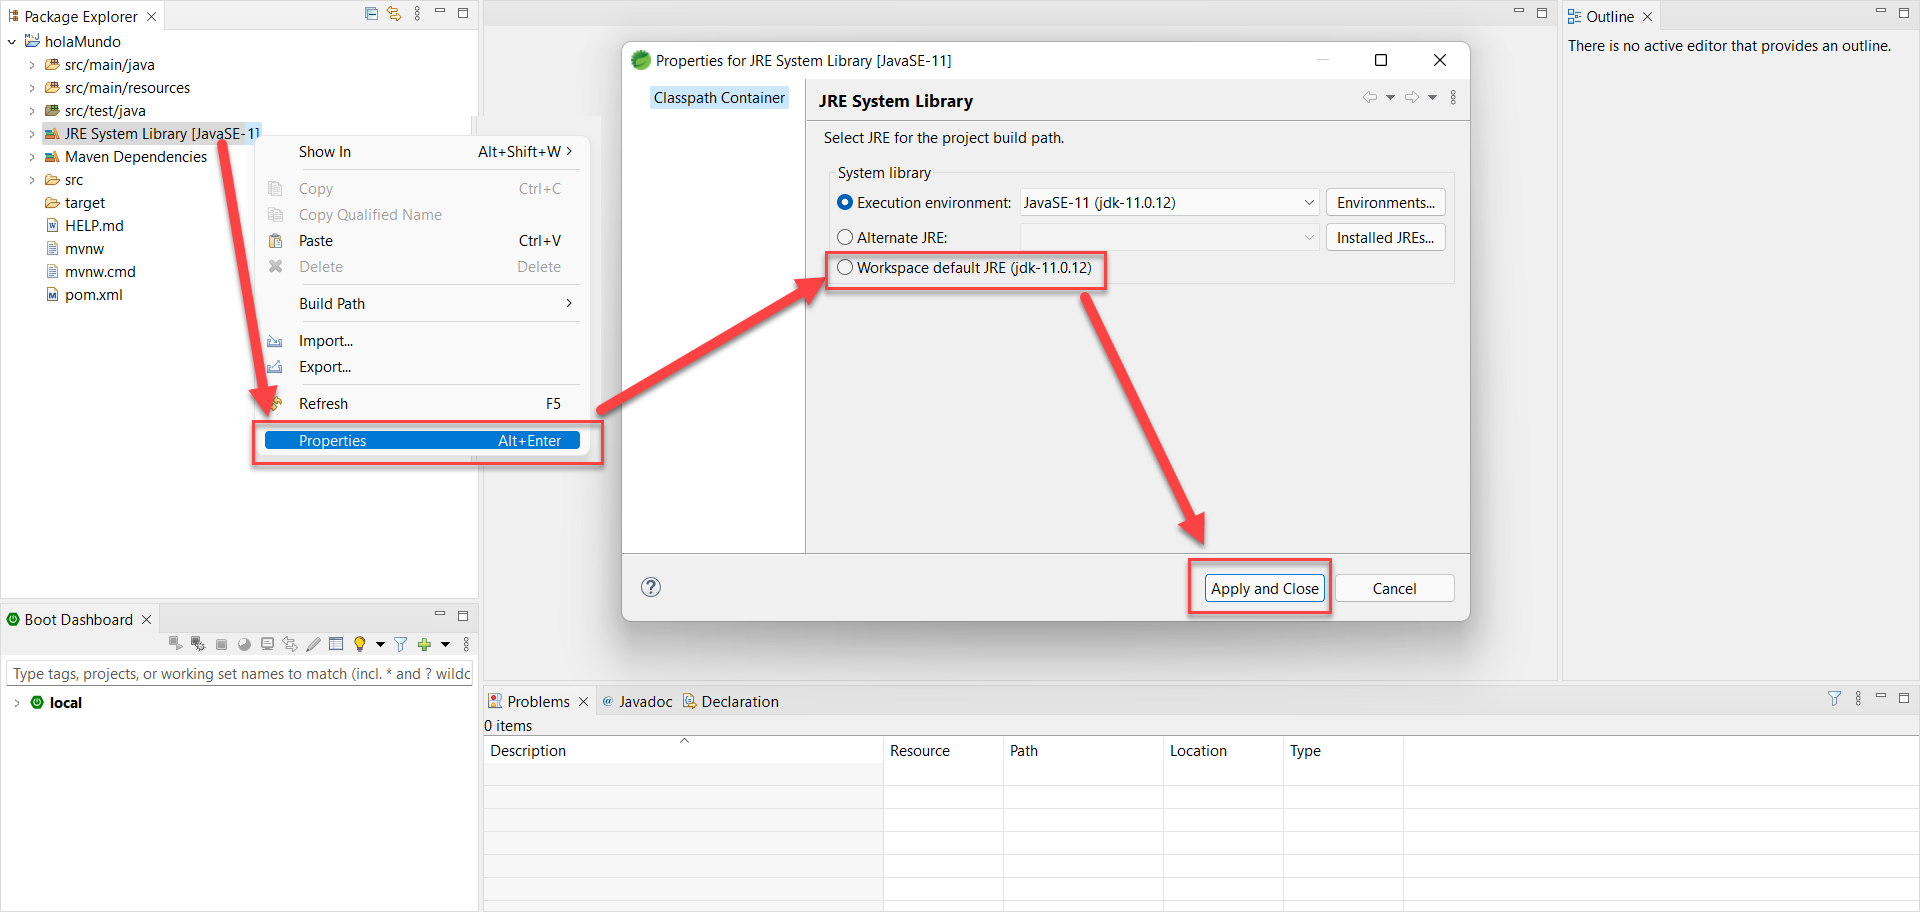 Package Explorer
holaMundo
src/main/java
src/main/resources
src/test/java
JRE System Library [JavaSE-11
Maven Dependencies
src
target
HELP.md
mvnw
mvnw.cmd
pom.xml
Show In Alt+Shift+W
Copy Ctrl+C
Copy Qualified Name
Paste Ctrl+V
Delete Delete
Build Path
Import...
Export...
Refresh F5
Properties Alt+Enter
Properties for JRE System Library [JavaSE-11]
Classpath Container
JRE System Library
Select JRE for the project build path.
System library
Execution environment: JavaSE-11 (jdk-11.0.12) Environments...
Alternate JRE: Installed JREs...
Workspace default JRE (jdk-11.0.12)
Apply and Close Cancel
Outline
There is no active editor that provides an outline.
Boot Dashboard
Type tags, projects, or working set names to match (incl. * and ? wildc
local
Problems @ Javadoc Declaration
0 items
Description Resource Path Location Type